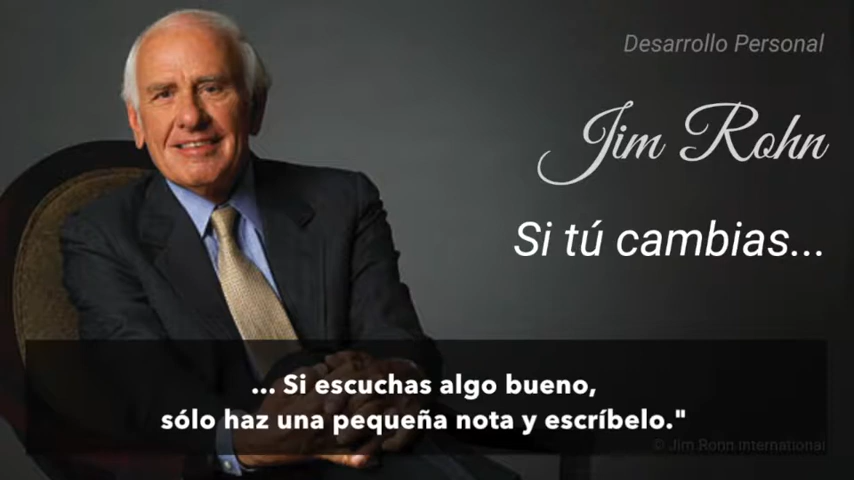 Desarrollo Personal
Jim Rohn
Si tú cambias...
... Si escuchas algo bueno,
sólo haz una pequeña nota y escríbelo."
© Jim Rohn International